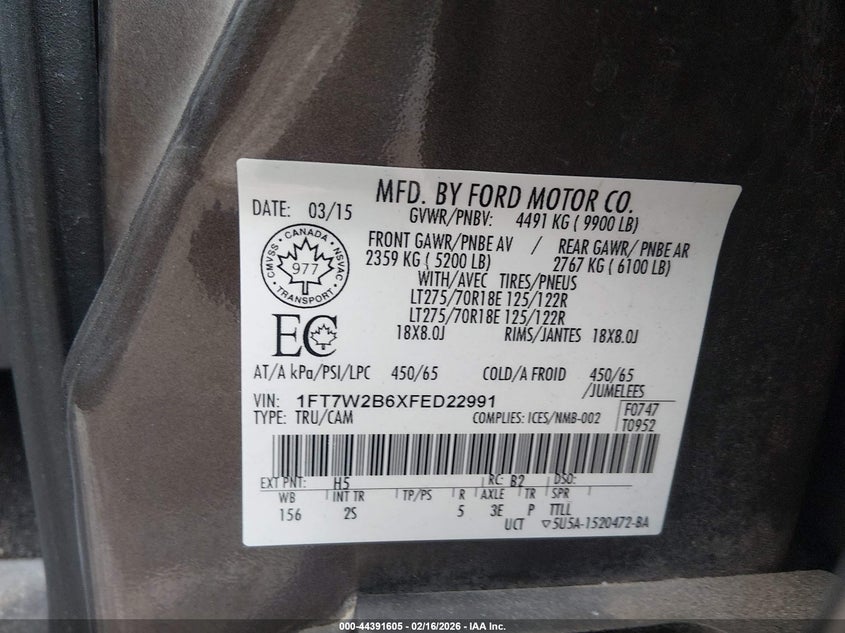 MFD. BY FORD MOTOR CO.
DATE: 03/15
GVWR/PNBV: 4491 KG ( 9900 LB)
FRONT GAWR/PNBE AV / REAR GAWR/ PNBE AR
2359 KG ( 5200 LB) 2767 KG ( 6100 LB)
CMVSS • CANADA • NSVAC • TRANSPORT •
977
WITH/AVEC TIRES/PNEUS
LT275/70R18E 125/122R
LT275/70R18E 125/122R
EC
18X8.0J RIMS/JANTES 18X8.0J
AT/A kPa/PSI/LPC 450/65 COLD/A FROID 450/65
/JUMELEES
VIN: 1FT7W2B6XFED22991
F0747
TYPE: TRU/CAM COMPLIES: ICES/NMB-002
T0952
EXT PNT: H5 RC: B2 DSO:
WB INT TR TP/PS R AXLE TR SPR
156 2S 5 3E P TTLL
UCT ▽5U5A-1520472-BA
000-44391605 - 02/16/2026 - IAA Inc.